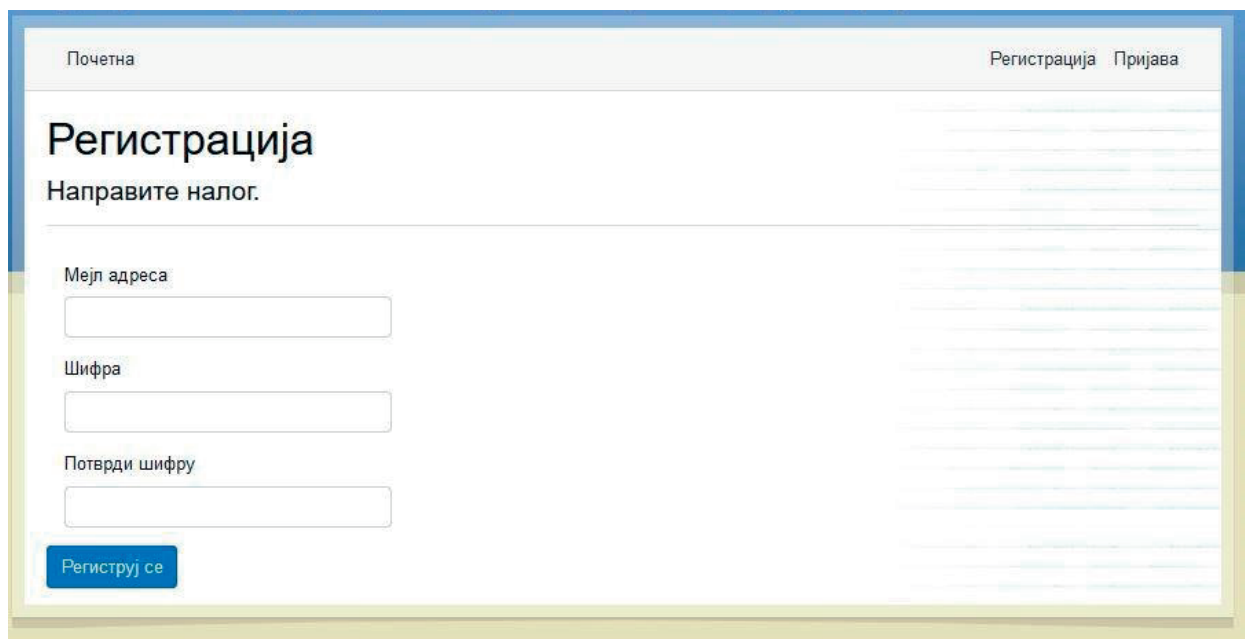 Почетна Регистрација Пријава
Регистрација
Направите налог.
Мејл адреса
Шифра
Потврди шифру
Региструј се